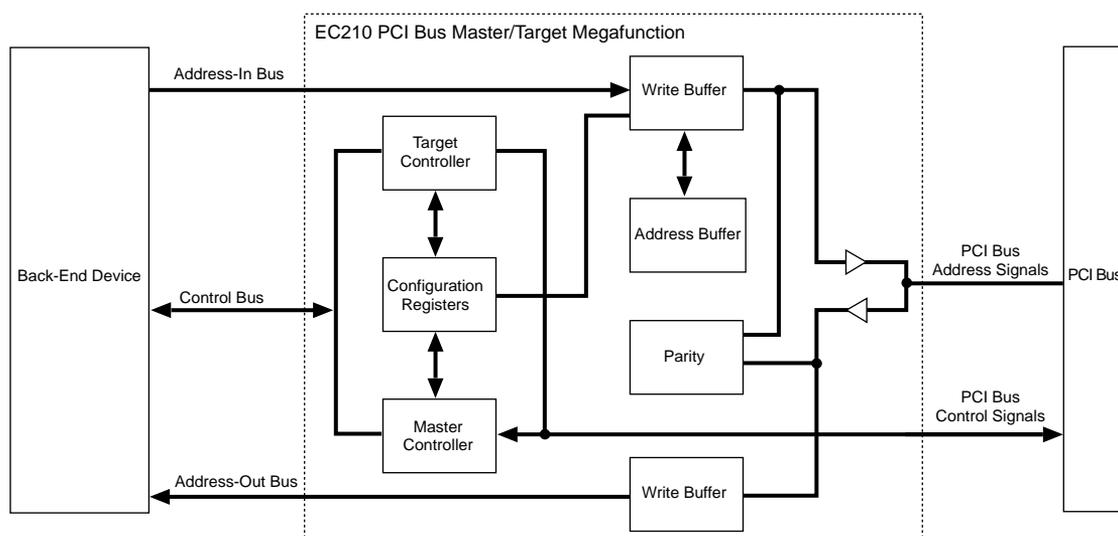 EC210 PCI Bus Master/Target Megafunction
Address-In Bus
Write Buffer
Target
Controller
Address Buffer
PCI Bus
Address Signals
Back-End Device
PCI Bus
Configuration
Registers
Control Bus
Parity
PCI Bus
Control Signals
Master
Controller
Address-Out Bus
Write Buffer